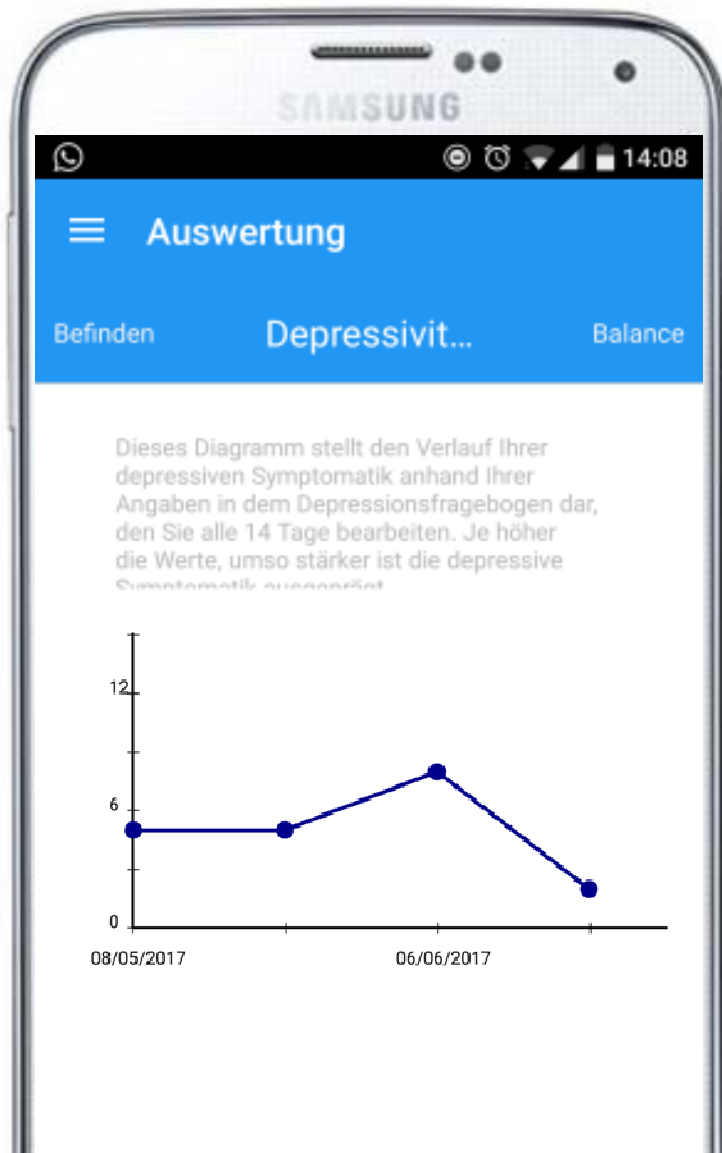 SAMSUNG
14:08
Auswertung
Befinden Depressivit... Balance
Dieses Diagramm stellt den Verlauf Ihrer
depressiven Symptomatik anhand Ihrer
Angaben in dem Depressionsfragebogen dar,
den Sie alle 14 Tage bearbeiten. Je höher
die Werte, umso stärker ist die depressive
Symptomatik ausgeprägt
12
6
0
08/05/2017 06/06/2017